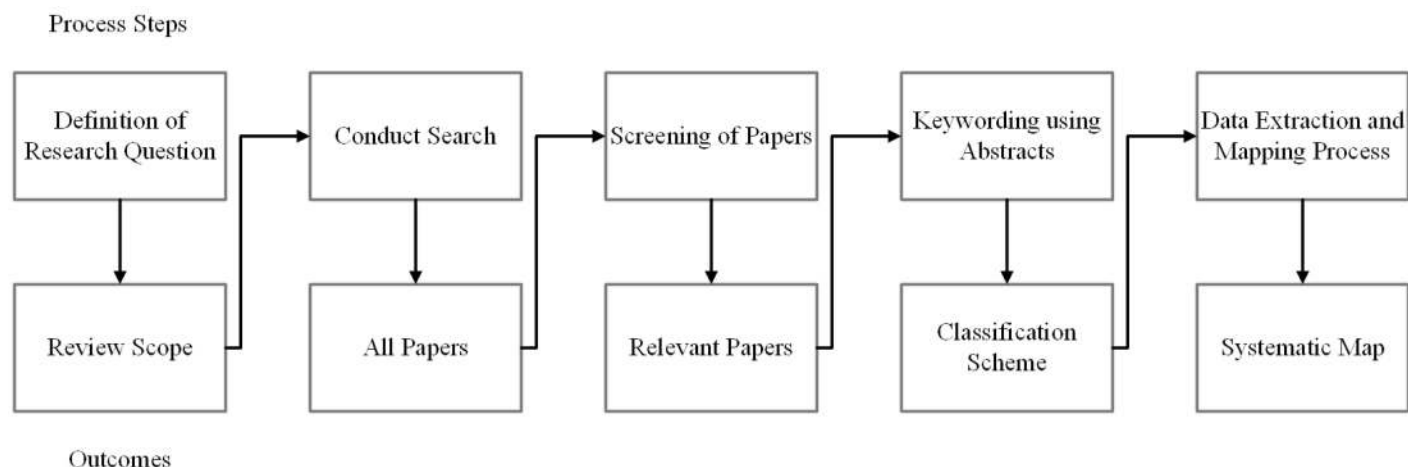 Process Steps
Definition of
Research Question
Conduct Search
Screening of Papers
Keywording using
Abstracts
Data Extraction and
Mapping Process
Review Scope
All Papers
Relevant Papers
Classification
Scheme
Systematic Map
Outcomes